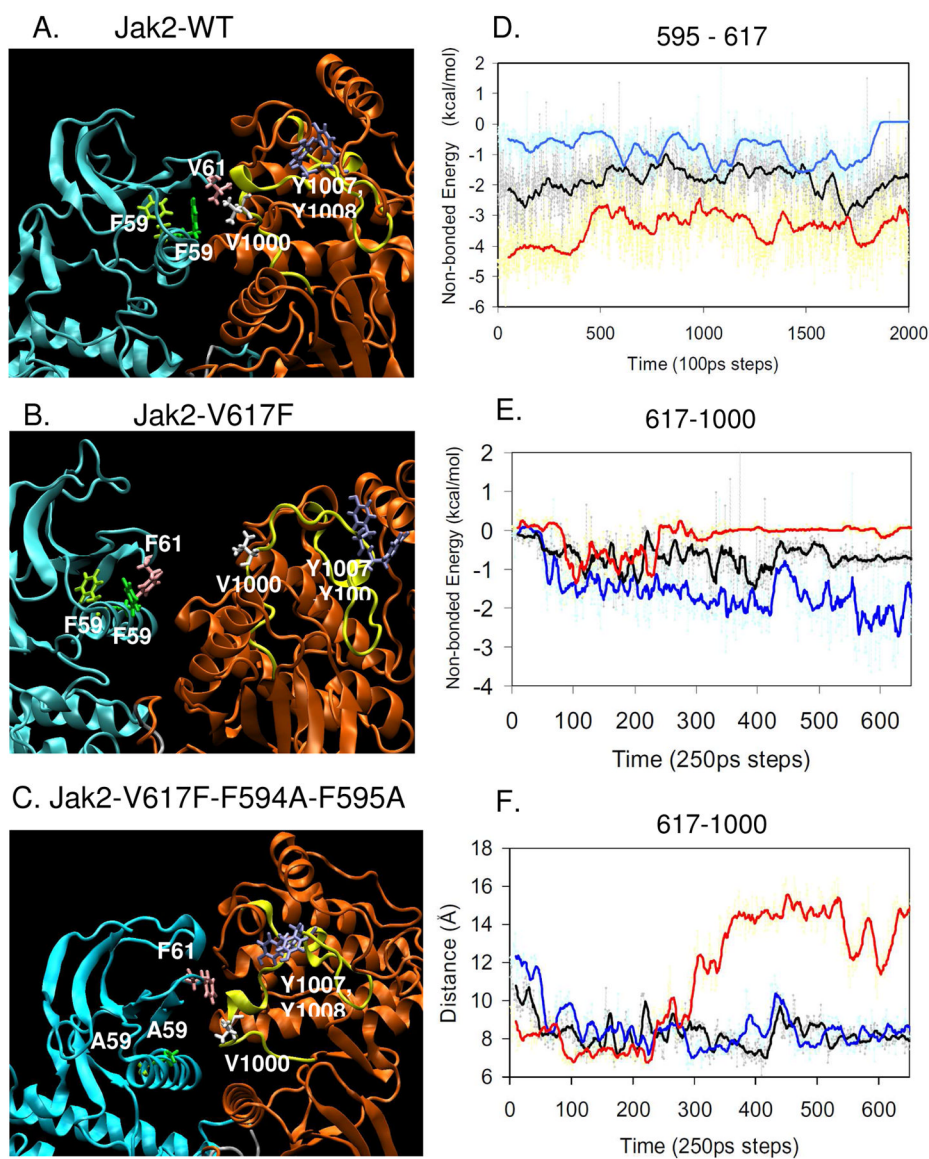 A. Jak2-WT
V61
F59
F59
V1000
Y1007,
Y1008
B. Jak2-V617F
F61
V1000
Y1007
Y100
F59
F59
C. Jak2-V617F-F594A-F595A
F61
A59
A59
Y1007,
Y1008
V1000
D. 595 - 617
Non-bonded Energy (kcal/mol)
2
1
0
-1
-2
-3
-4
-5
-6
0 500 1000 1500 2000
Time (100ps steps)
E. 617-1000
Non-bonded Energy (kcal/mol)
2
1
0
-1
-2
-3
-4
0 100 200 300 400 500 600
Time (250ps steps)
F. 617-1000
Distance (Å)
18
16
14
12
10
8
6
0 100 200 300 400 500 600
Time (250ps steps)